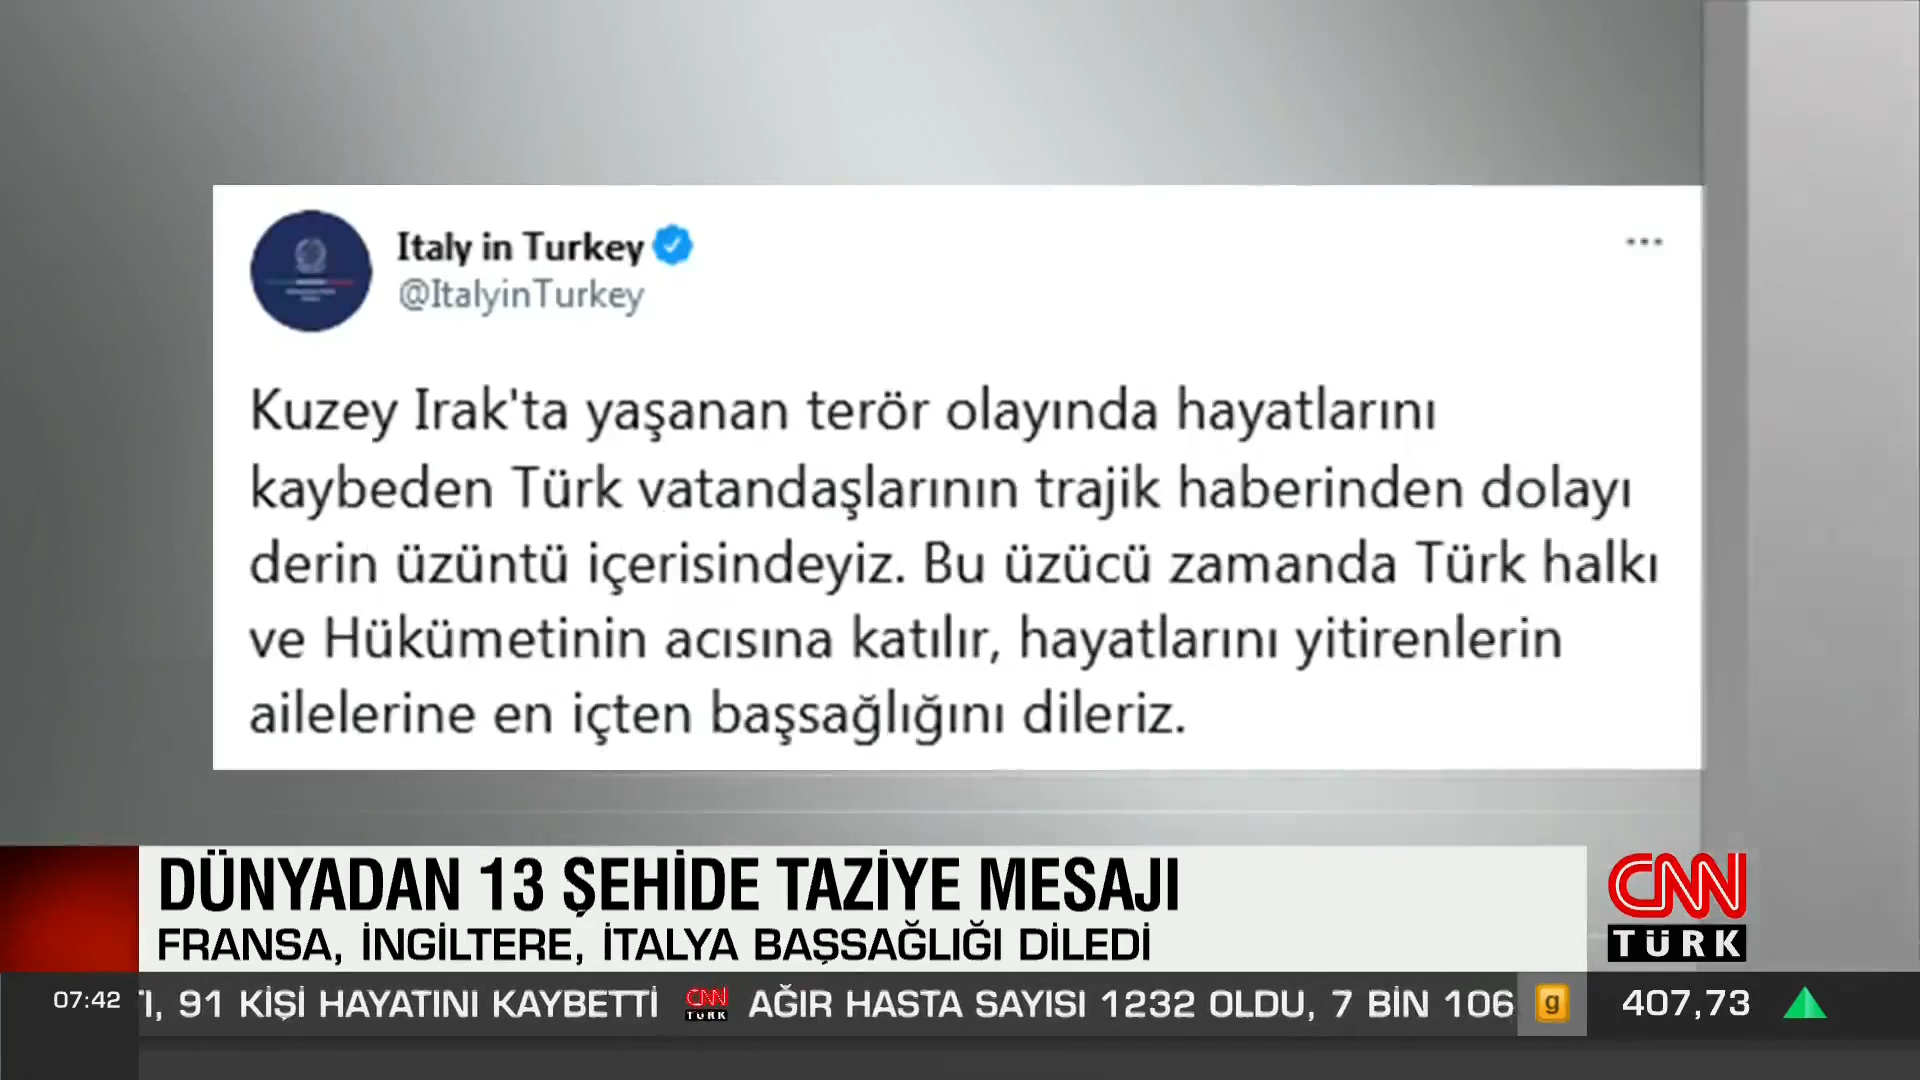 Italy in Turkey
@ItalyinTurkey
Kuzey Irak'ta yaşanan terör olayında hayatlarını
kaybeden Türk vatandaşlarının trajik haberinden dolayı
derin üzüntü içerisindeyiz. Bu üzücü zamanda Türk halkı
ve Hükümetinin acısına katılır, hayatlarını yitirenlerin
ailelerine en içten başsağlığını dileriz.
DÜNYADAN 13 ŞEHİDE TAZİYE MESAJI
FRANSA, İNGİLTERE, İTALYA BAŞSAĞLIĞI DİLEDİ
CNN
TÜRK
07:42 I, 91 KİŞİ HAYATINI KAYBETTİ CNN TÜRK AĞIR HASTA SAYISI 1232 OLDU, 7 BİN 106 g 407,73